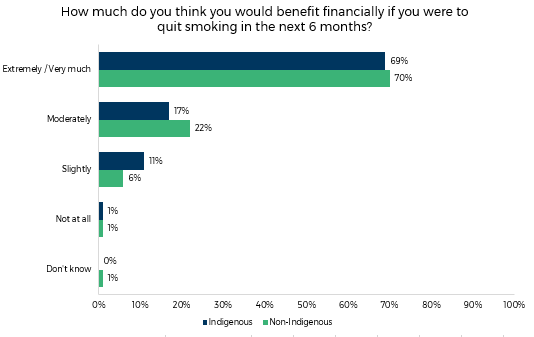 How much do you think you would benefit financially if you were to
quit smoking in the next 6 months?
Extremely / Very much
69%
70%
Moderately
17%
22%
Slightly
11%
6%
Not at all
1%
1%
Don't know
0%
1%
0% 10% 20% 30% 40% 50% 60% 70% 80% 90% 100%
Indigenous Non-Indigenous